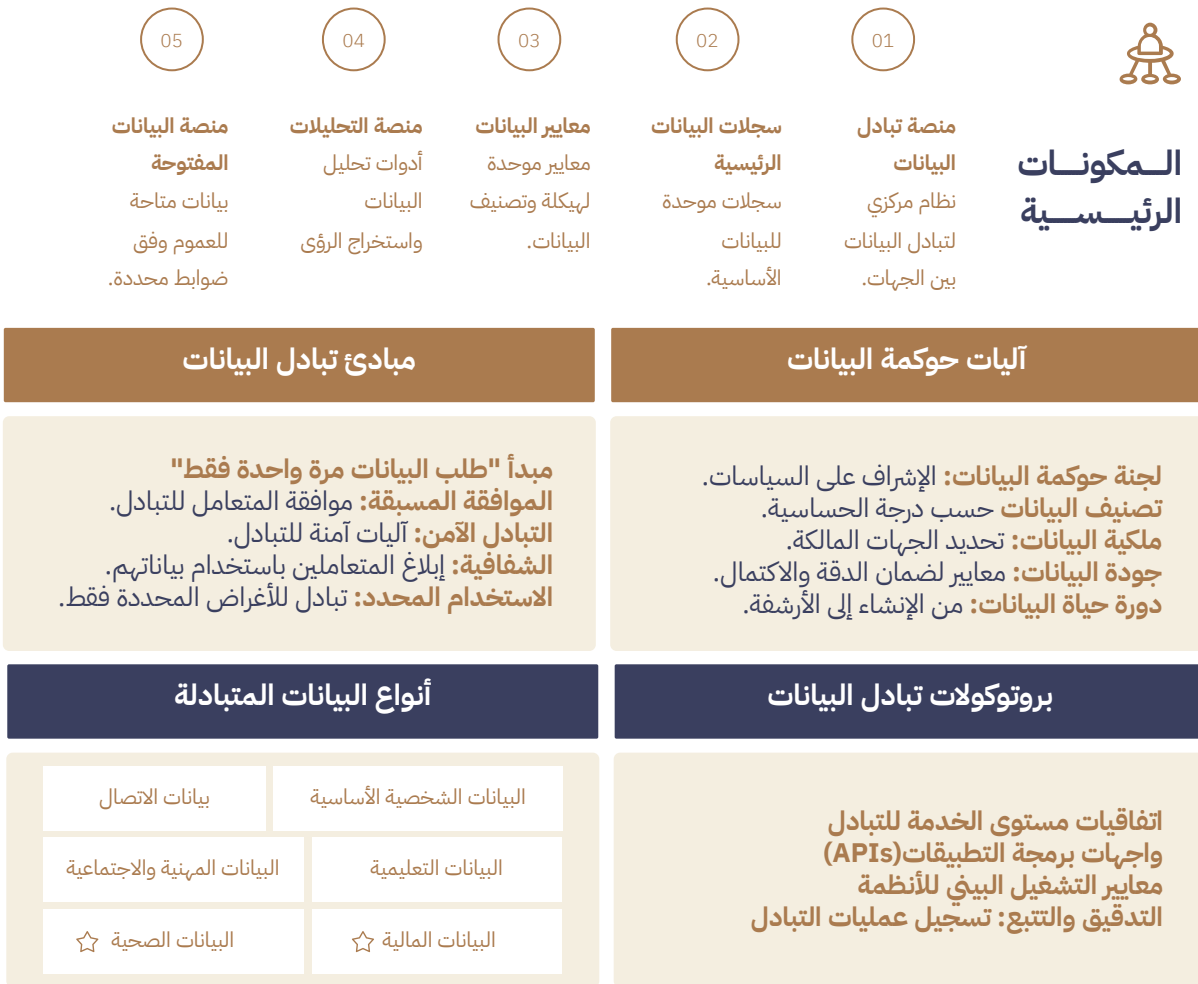 المكونات
الرئيسية
01
منصة تبادل
البيانات
نظام مركزي
لتبادل البيانات
بين الجهات.
02
سجلات البيانات
الرئيسية
سجلات موحدة
للبيانات
الأساسية.
03
معايير البيانات
معايير موحدة
لهيكلة وتصنيف
البيانات.
04
منصة التحليلات
أدوات تحليل
البيانات
واستخراج الرؤى
05
منصة البيانات
المفتوحة
بيانات متاحة
للعموم وفق
ضوابط محددة.
آليات حوكمة البيانات
لجنة حوكمة البيانات: الإشراف على السياسات.
تصنيف البيانات حسب درجة الحساسية.
ملكية البيانات: تحديد الجهات المالكة.
جودة البيانات: معايير لضمان الدقة والاكتمال.
دورة حياة البيانات: من الإنشاء إلى الأرشفة.
مبادئ تبادل البيانات
مبدأ "طلب البيانات مرة واحدة فقط"
الموافقة المسبقة: موافقة المتعامل للتبادل.
التبادل الآمن: آليات آمنة للتبادل.
الشفافية: إبلاغ المتعاملين باستخدام بياناتهم.
الاستخدام المحدد: تبادل للأغراض المحددة فقط.
بروتوكولات تبادل البيانات
اتفاقيات مستوى الخدمة للتبادل
واجهات برمجة التطبيقات(APIs)
معايير التشغيل البيني للأنظمة
التدقيق والتتبع: تسجيل عمليات التبادل
أنواع البيانات المتبادلة
البيانات الشخصية الأساسية
بيانات الاتصال
البيانات التعليمية
البيانات المهنية والاجتماعية
البيانات المالية
البيانات الصحية